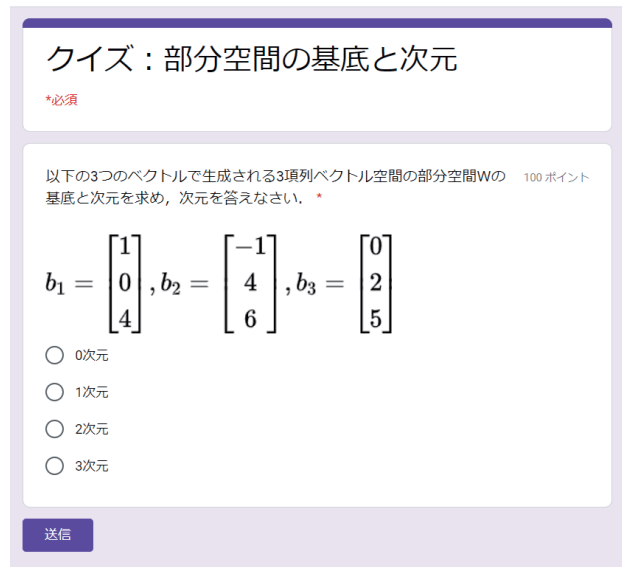 クイズ：部分空間の基底と次元
*必須
以下の3つのベクトルで生成される3項列ベクトル空間の部分空間Wの 100 ポイント
基底と次元を求め，次元を答えなさい． *
b₁ = [1 0 4], b₂ = [−1 4 6], b₃ = [0 2 5]
0次元
1次元
2次元
3次元
送信